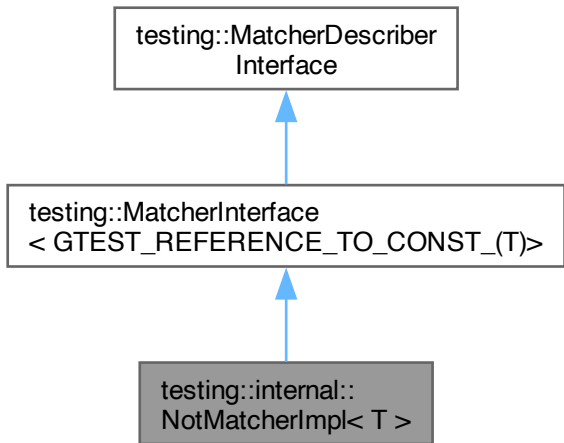 testing::MatcherDescriber
Interface
testing::MatcherInterface
< GTEST_REFERENCE_TO_CONST_(T)>
testing::internal::
NotMatcherImpl< T >